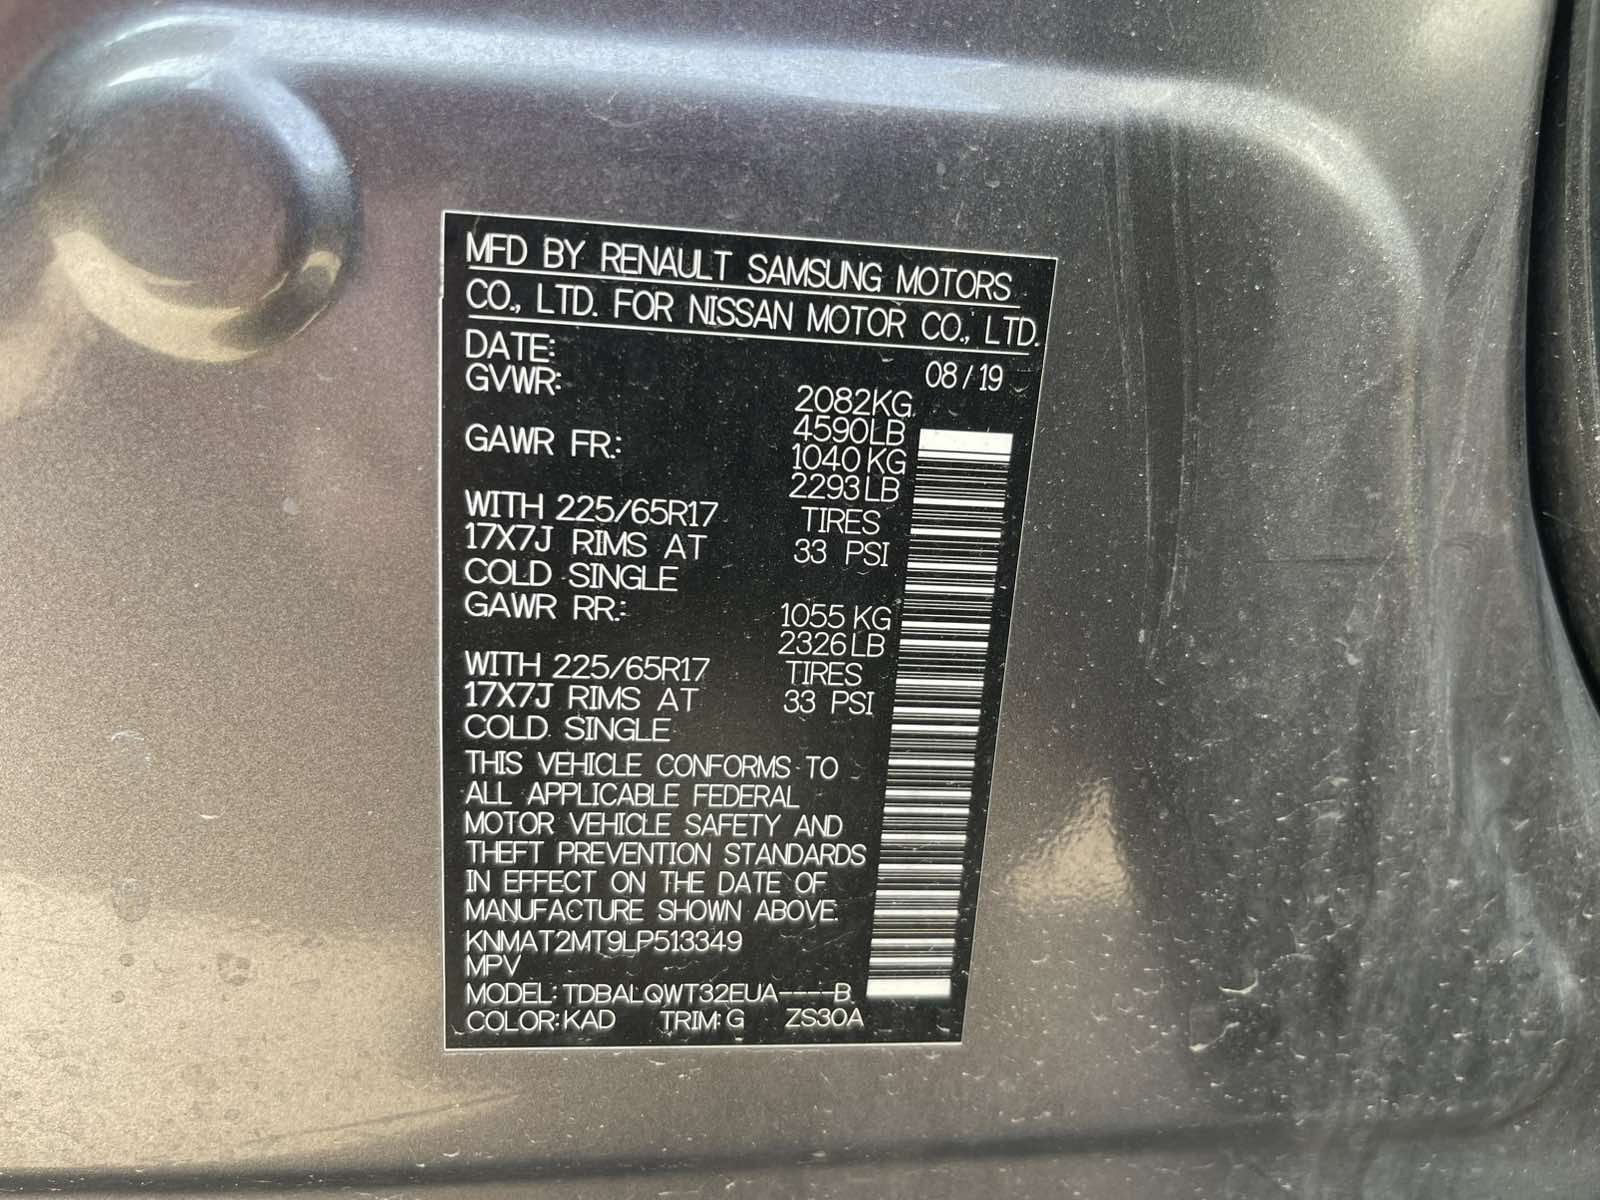 MFD BY RENAULT SAMSUNG MOTORS
CO., LTD. FOR NISSAN MOTOR CO., LTD.
DATE: 08/19
GVWR: 2082KG
4590LB
GAWR FR.: 1040 KG
2293 LB
WITH 225/65R17 TIRES
17X7J RIMS AT 33 PSI
COLD SINGLE
GAWR RR.: 1055 KG
2326 LB
WITH 225/65R17 TIRES
17X7J RIMS AT 33 PSI
COLD SINGLE
THIS VEHICLE CONFORMS TO
ALL APPLICABLE FEDERAL
MOTOR VEHICLE SAFETY AND
THEFT PREVENTION STANDARDS
IN EFFECT ON THE DATE OF
MANUFACTURE SHOWN ABOVE:
KNMAT2MT9LP513349
MPV
MODEL: TDBALQWT32EUA----B
COLOR:KAD TRIM:G ZS30A